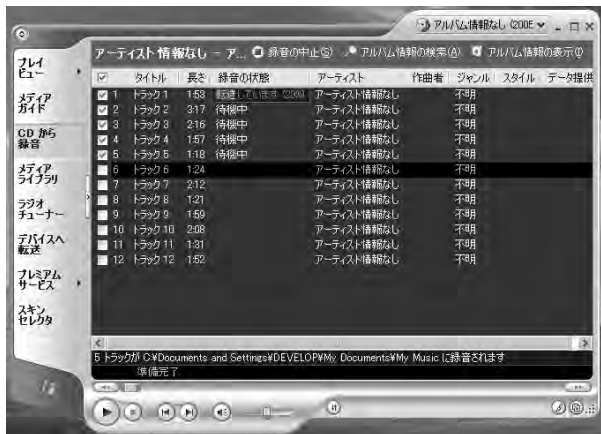 アルバム情報なし (2005
プレイ
ビュー
メディア
ガイド
CD から
録音
メディア
ライブラリ
ラジオ
チューナー
デバイスへ
転送
プレミアム
サービス
スキン
セレクタ
アーティスト情報なし - ア... 録音の中止(S) アルバム情報の検索(A) アルバム情報の表示(I)
タイトル 長さ 録音の状態 アーティスト 作曲者 ジャンル スタイル データ提供
1 トラック 1 1:53 転送しています アーティスト情報なし 不明
2 トラック 2 3:17 待機中 アーティスト情報なし 不明
3 トラック 3 2:16 待機中 アーティスト情報なし 不明
4 トラック 4 1:57 待機中 アーティスト情報なし 不明
5 トラック 5 1:18 待機中 アーティスト情報なし 不明
6 トラック 6 1:24 アーティスト情報なし 不明
7 トラック 7 2:12 アーティスト情報なし 不明
8 トラック 8 1:21 アーティスト情報なし 不明
9 トラック 9 1:59 アーティスト情報なし 不明
10 トラック 10 2:08 アーティスト情報なし 不明
11 トラック 11 1:31 アーティスト情報なし 不明
12 トラック 12 1:52 アーティスト情報なし 不明
5 トラックが C:¥Documents and Settings¥DEVELOP¥My Documents¥My Music に録音されます
準備完了